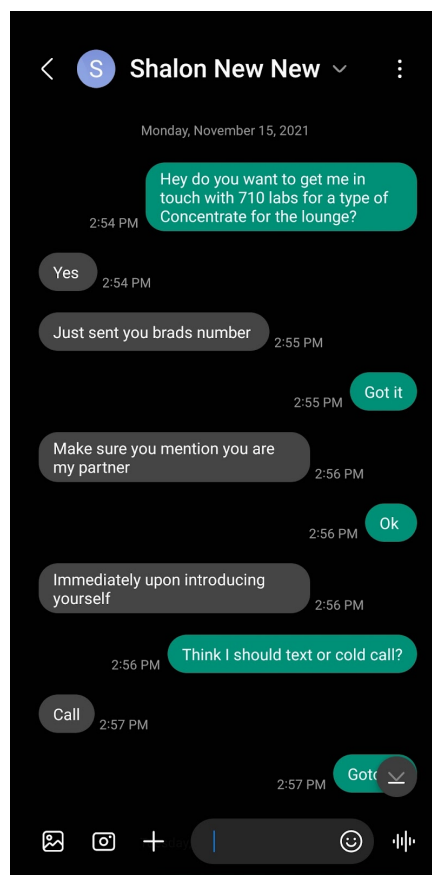 S
Shalon New New
Monday, November 15, 2021
Hey do you want to get me in
touch with 710 labs for a type of
Concentrate for the lounge?
2:54 PM
Yes
2:54 PM
Just sent you brads number
2:55 PM
Got it
2:55 PM
Make sure you mention you are
my partner
2:56 PM
Ok
2:56 PM
Immediately upon introducing
yourself
2:56 PM
Think I should text or cold call?
2:56 PM
Call
2:57 PM
2:57 PM